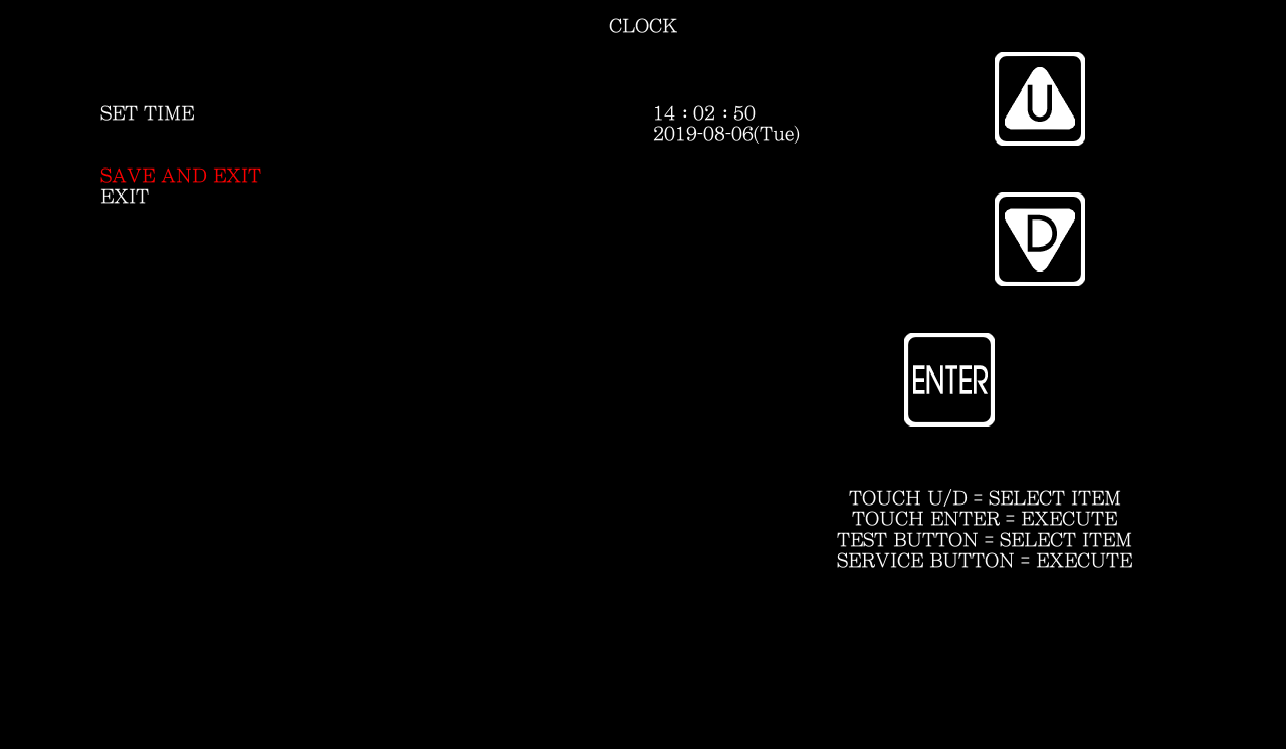 CLOCK
U
SET TIME
14 : 02 : 50
2019-08-06(Tue)
SAVE AND EXIT
EXIT
D
ENTER
TOUCH U/D = SELECT ITEM
TOUCH ENTER = EXECUTE
TEST BUTTON = SELECT ITEM
SERVICE BUTTON = EXECUTE